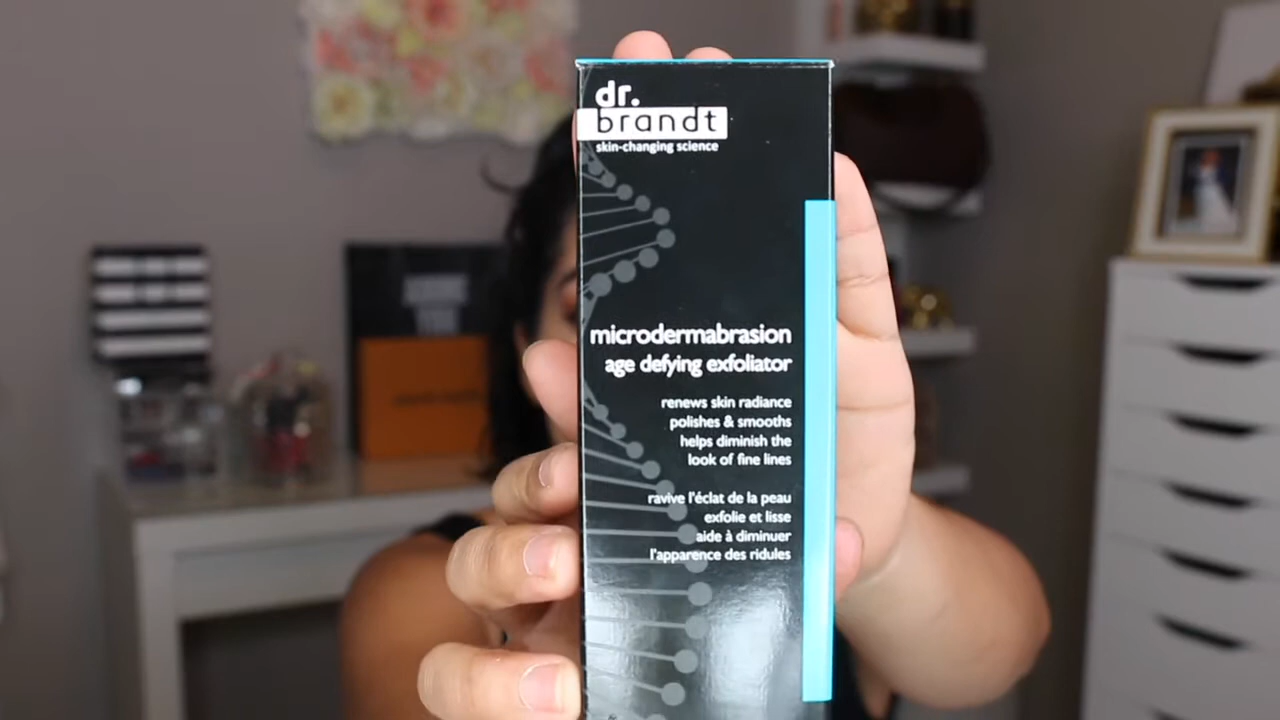 dr.
brandt
skin-changing science
microdermabrasion
age defying exfoliator
renews skin radiance
polishes & smooths
helps diminish the
look of fine lines
ravive l'éclat de la peau
exfolie et lisse
aide à diminuer
l'apparence des ridules